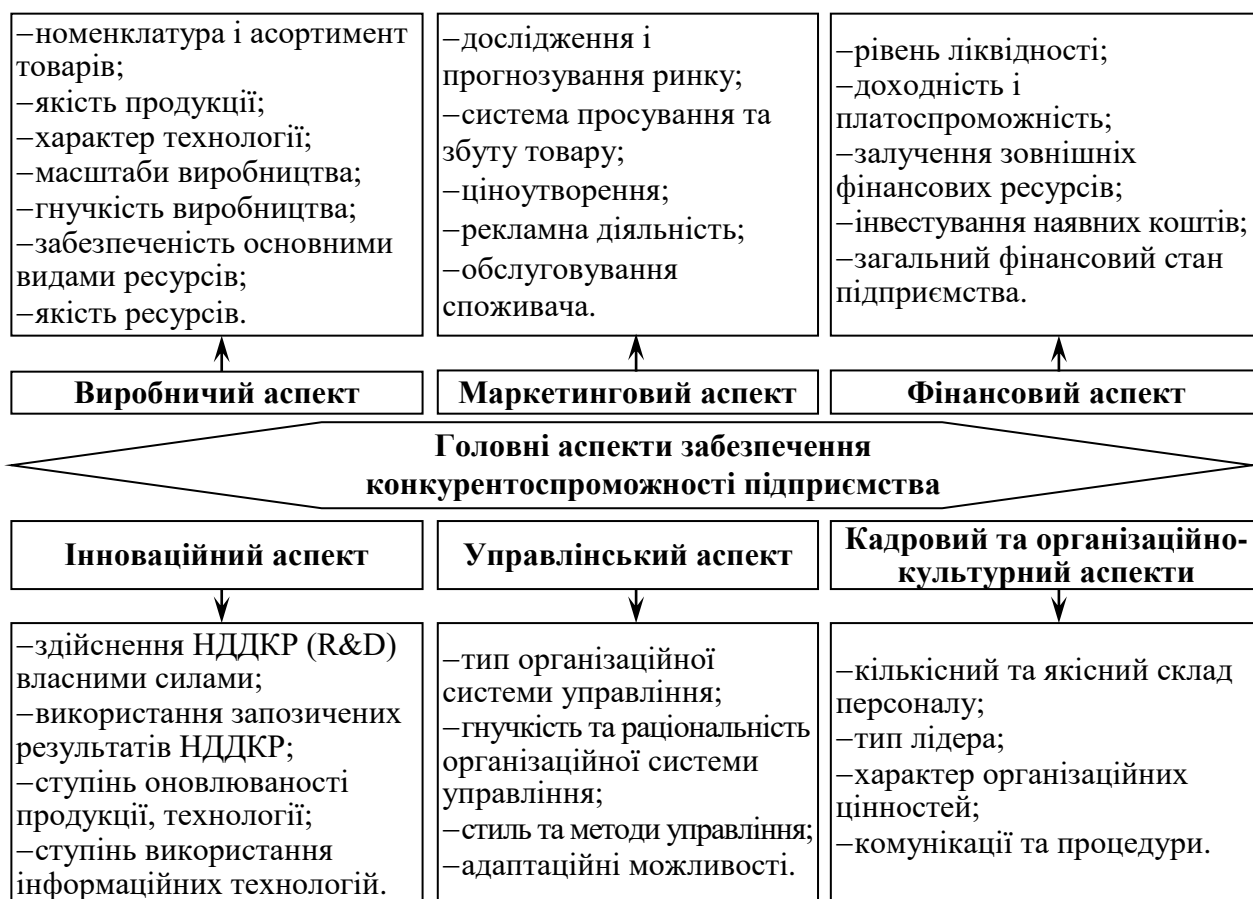 –номенклатура і асортимент
товарів;
–якість продукції;
–характер технології;
–масштаби виробництва;
–гнучкість виробництва;
–забезпеченість основними
видами ресурсів;
–якість ресурсів.
–дослідження і
прогнозування ринку;
–система просування та
збуту товару;
–ціноутворення;
–рекламна діяльність;
–обслуговування
споживача.
–рівень ліквідності;
–доходність і
платоспроможність;
–залучення зовнішніх
фінансових ресурсів;
–інвестування наявних коштів;
–загальний фінансовий стан
підприємства.
Виробничий аспект
Маркетинговий аспект
Фінансовий аспект
Головні аспекти забезпечення
конкурентоспроможності підприємства
Інноваційний аспект
Управлінський аспект
Кадровий та організаційно-
культурний аспекти
–здійснення НДДКР (R&D)
власними силами;
–використання запозичених
результатів НДДКР;
–ступінь оновлюваності
продукції, технології;
–ступінь використання
інформаційних технологій.
–тип організаційної
системи управління;
–гнучкість та раціональність
організаційної системи
управління;
–стиль та методи управління;
–адаптаційні можливості.
–кількісний та якісний склад
персоналу;
–тип лідера;
–характер організаційних
цінностей;
–комунікації та процедури.